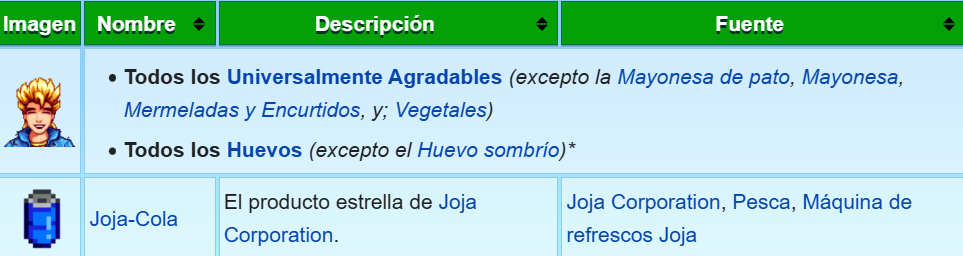 Imagen Nombre Descripción Fuente
• Todos los Universalmente Agradables (excepto la Mayonesa de pato, Mayonesa,
Mermeladas y Encurtidos, y; Vegetales)
• Todos los Huevos (excepto el Huevo sombrío)*
Joja-Cola
El producto estrella de Joja
Corporation.
Joja Corporation, Pesca, Máquina de
refrescos Joja